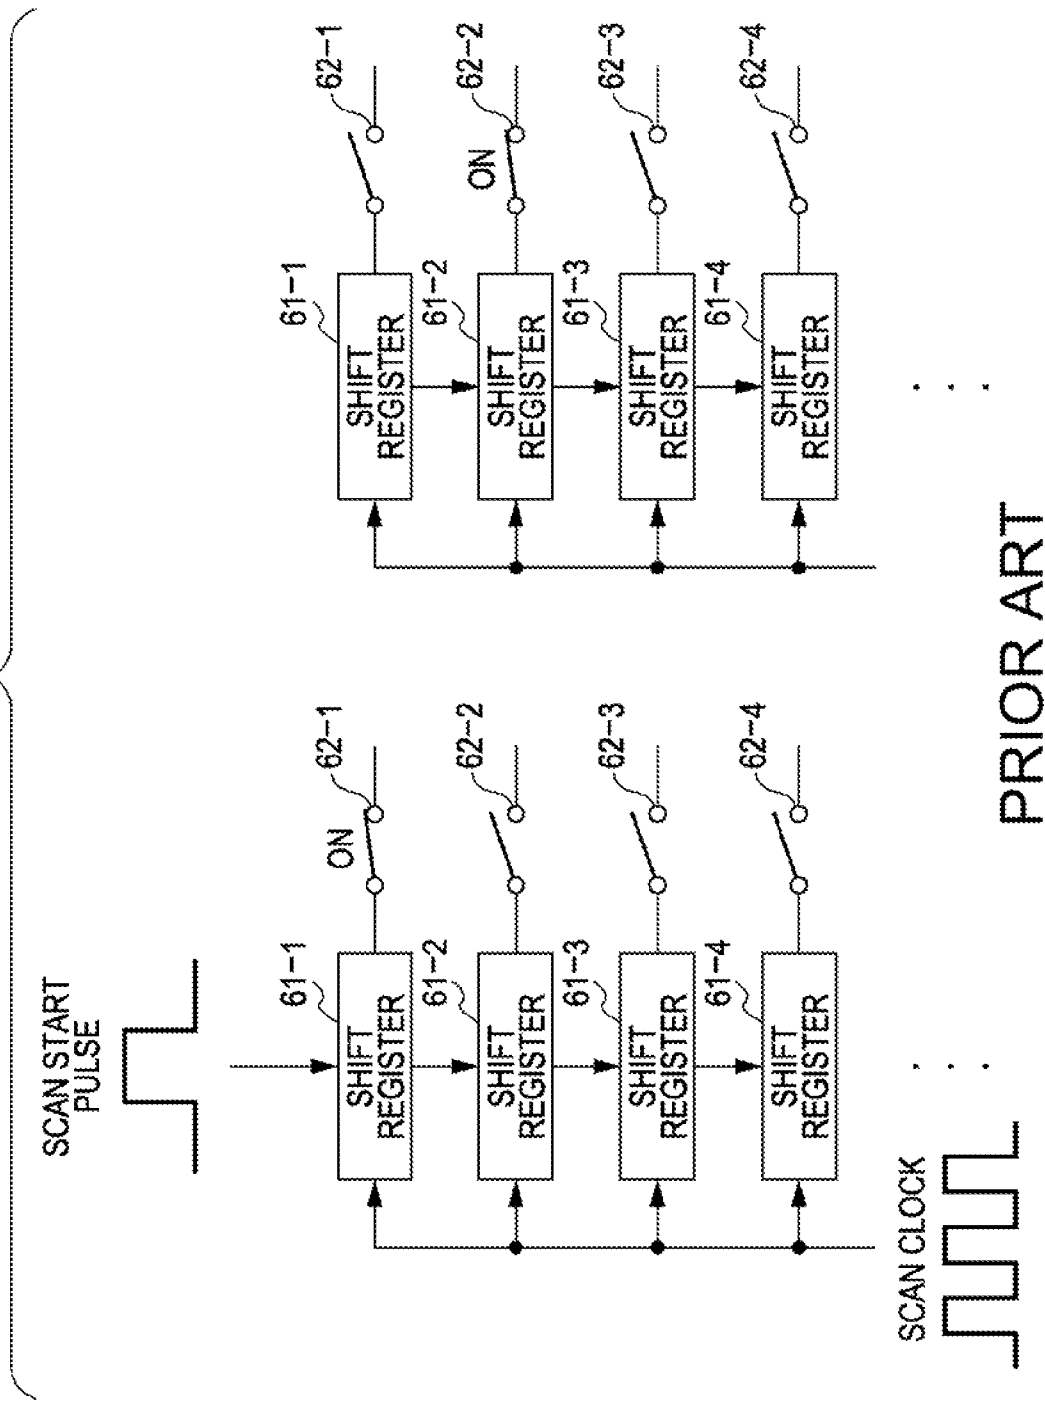 SCAN START
PULSE
61-1
SHIFT
REGISTER
ON
62-1
61-2
SHIFT
REGISTER
62-2
61-3
SHIFT
REGISTER
62-3
61-4
SHIFT
REGISTER
62-4
SCAN CLOCK
61-1
SHIFT
REGISTER
62-1
61-2
SHIFT
REGISTER
ON
62-2
61-3
SHIFT
REGISTER
62-3
61-4
SHIFT
REGISTER
62-4
PRIOR ART